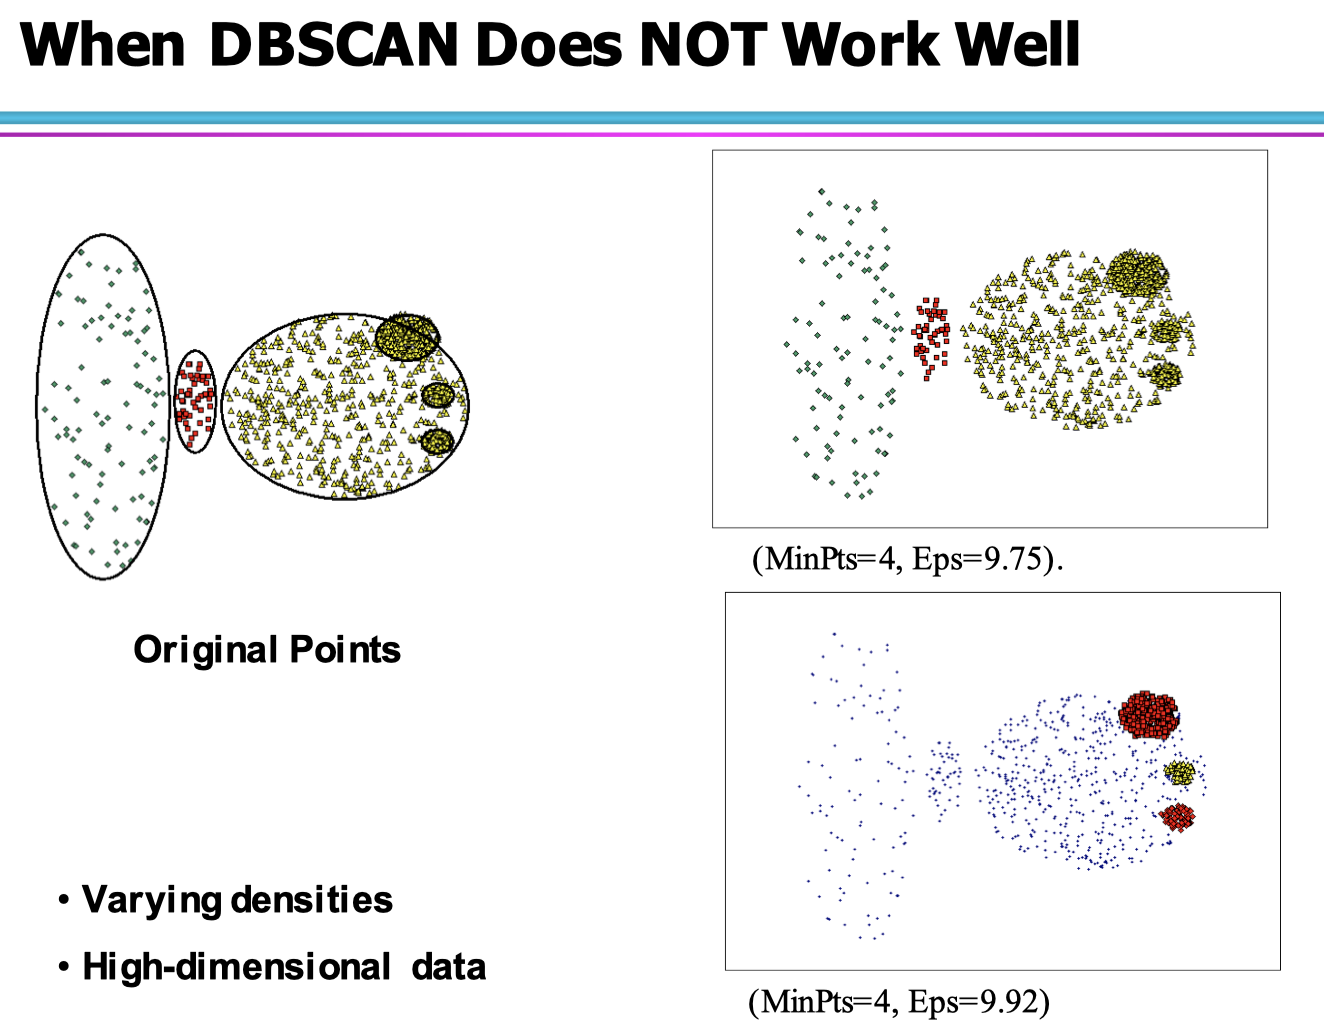 When DBSCAN Does NOT Work Well
Original Points
(MinPts=4, Eps=9.75).
• Varying densities
• High-dimensional data
(MinPts=4, Eps=9.92)